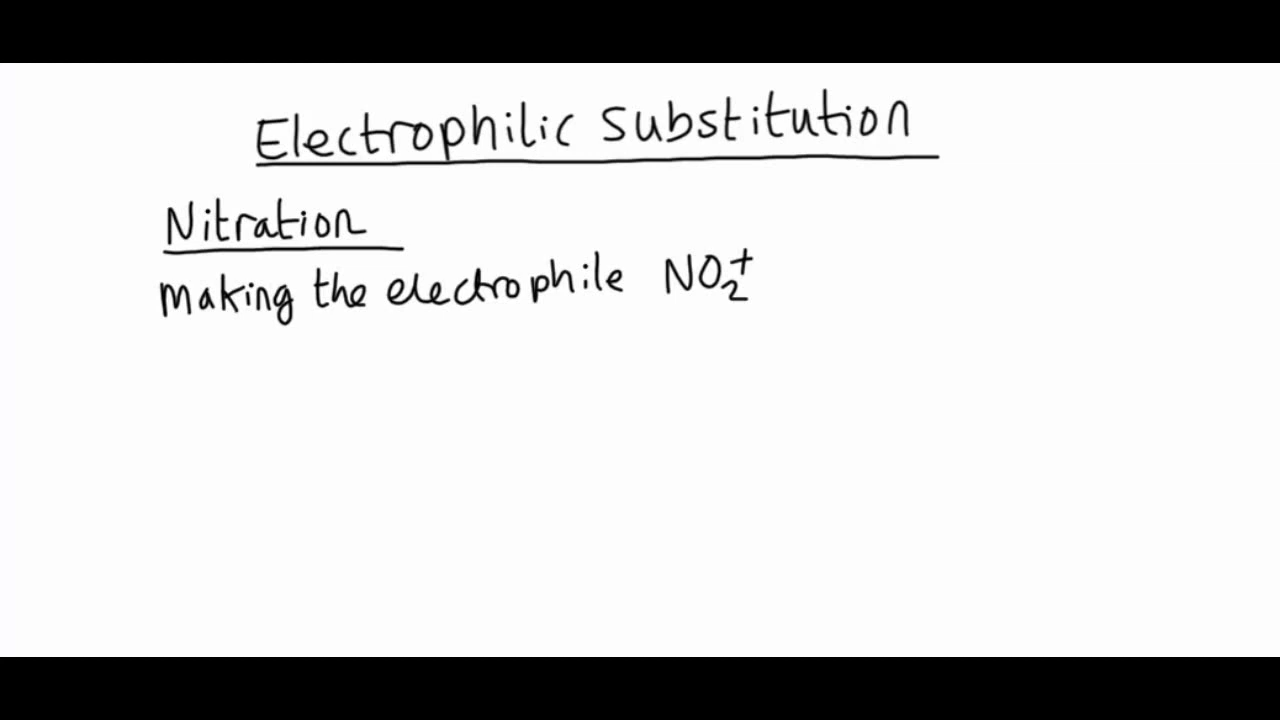 Electrophilic substitution
Nitration
making the electrophile NO₂⁺